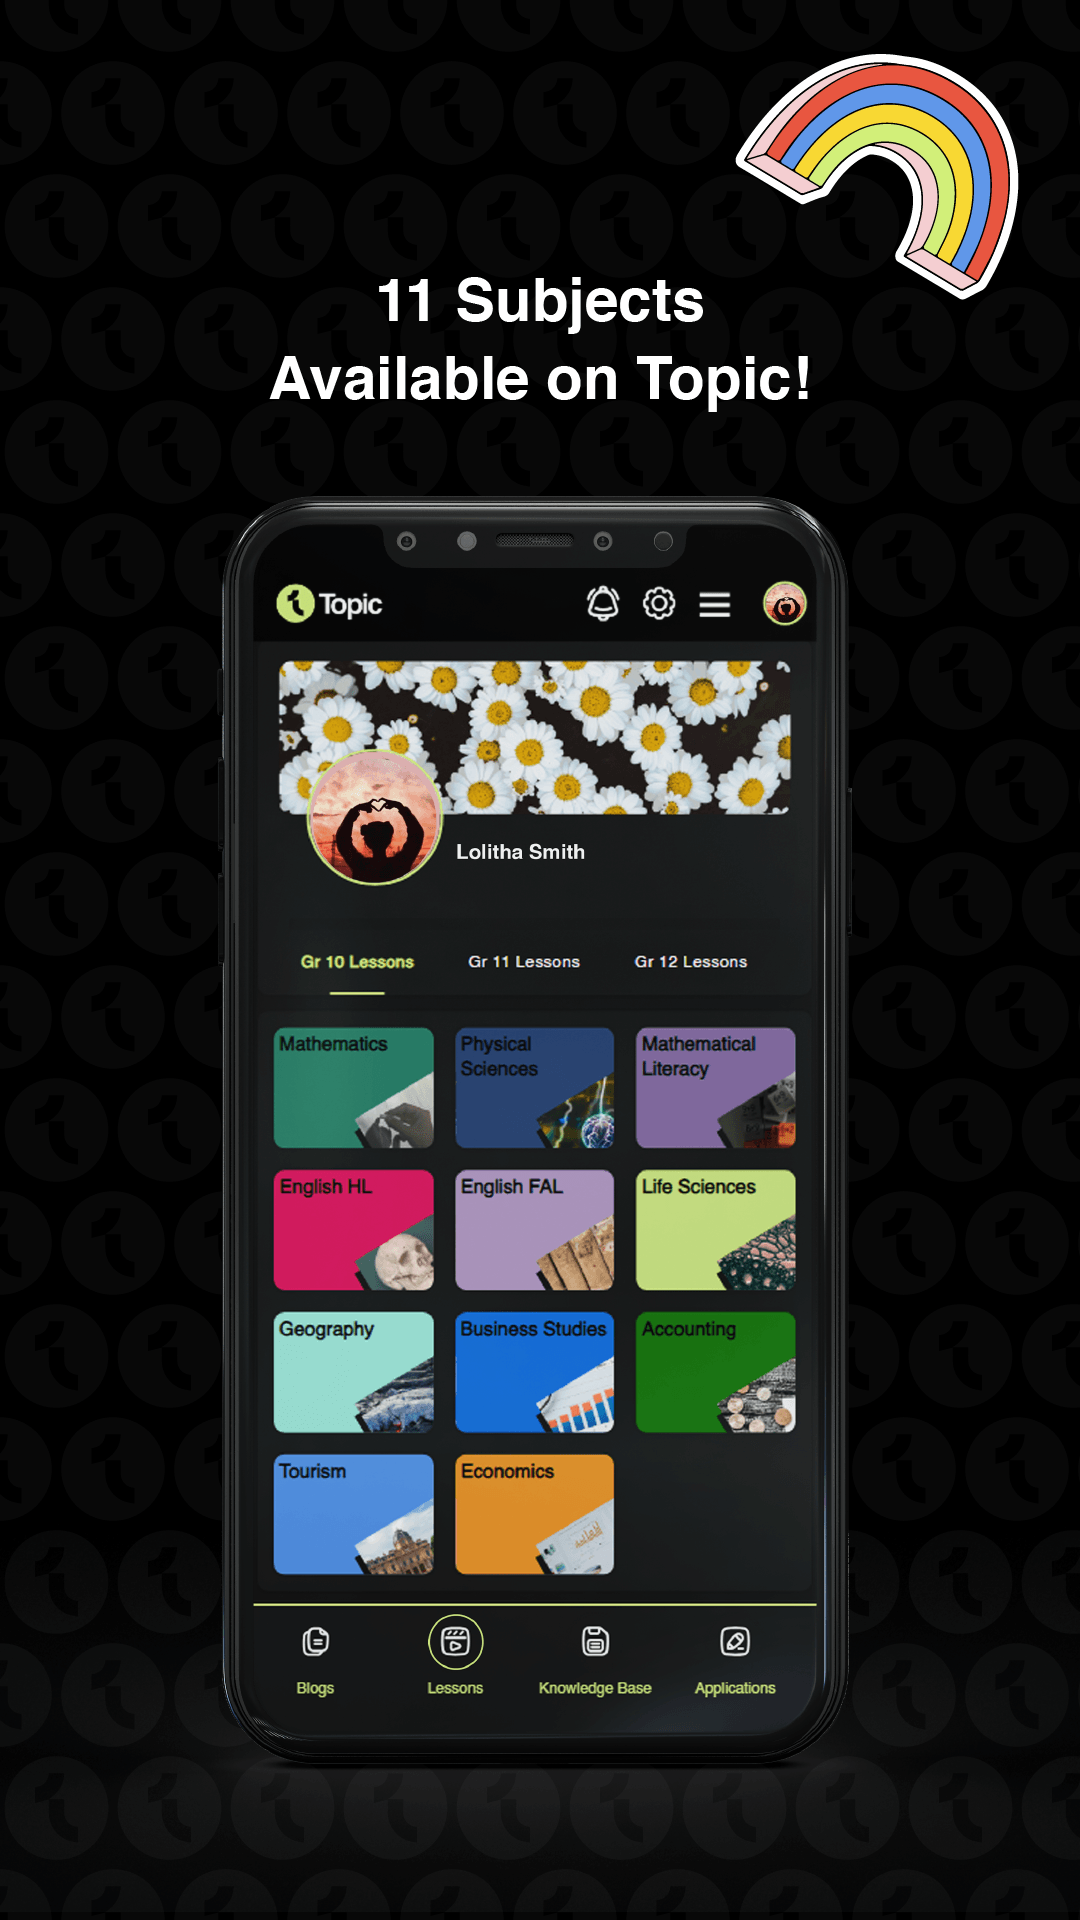 11 Subjects
Available on Topic!
Topic
Lolitha Smith
Gr 10 Lessons
Gr 11 Lessons
Gr 12 Lessons
Mathematics
Physical
Sciences
Mathematical
Literacy
English HL
English FAL
Life Sciences
Geography
Business Studies
Accounting
Tourism
Economics
Blogs
Lessons
Knowledge Base
Applications